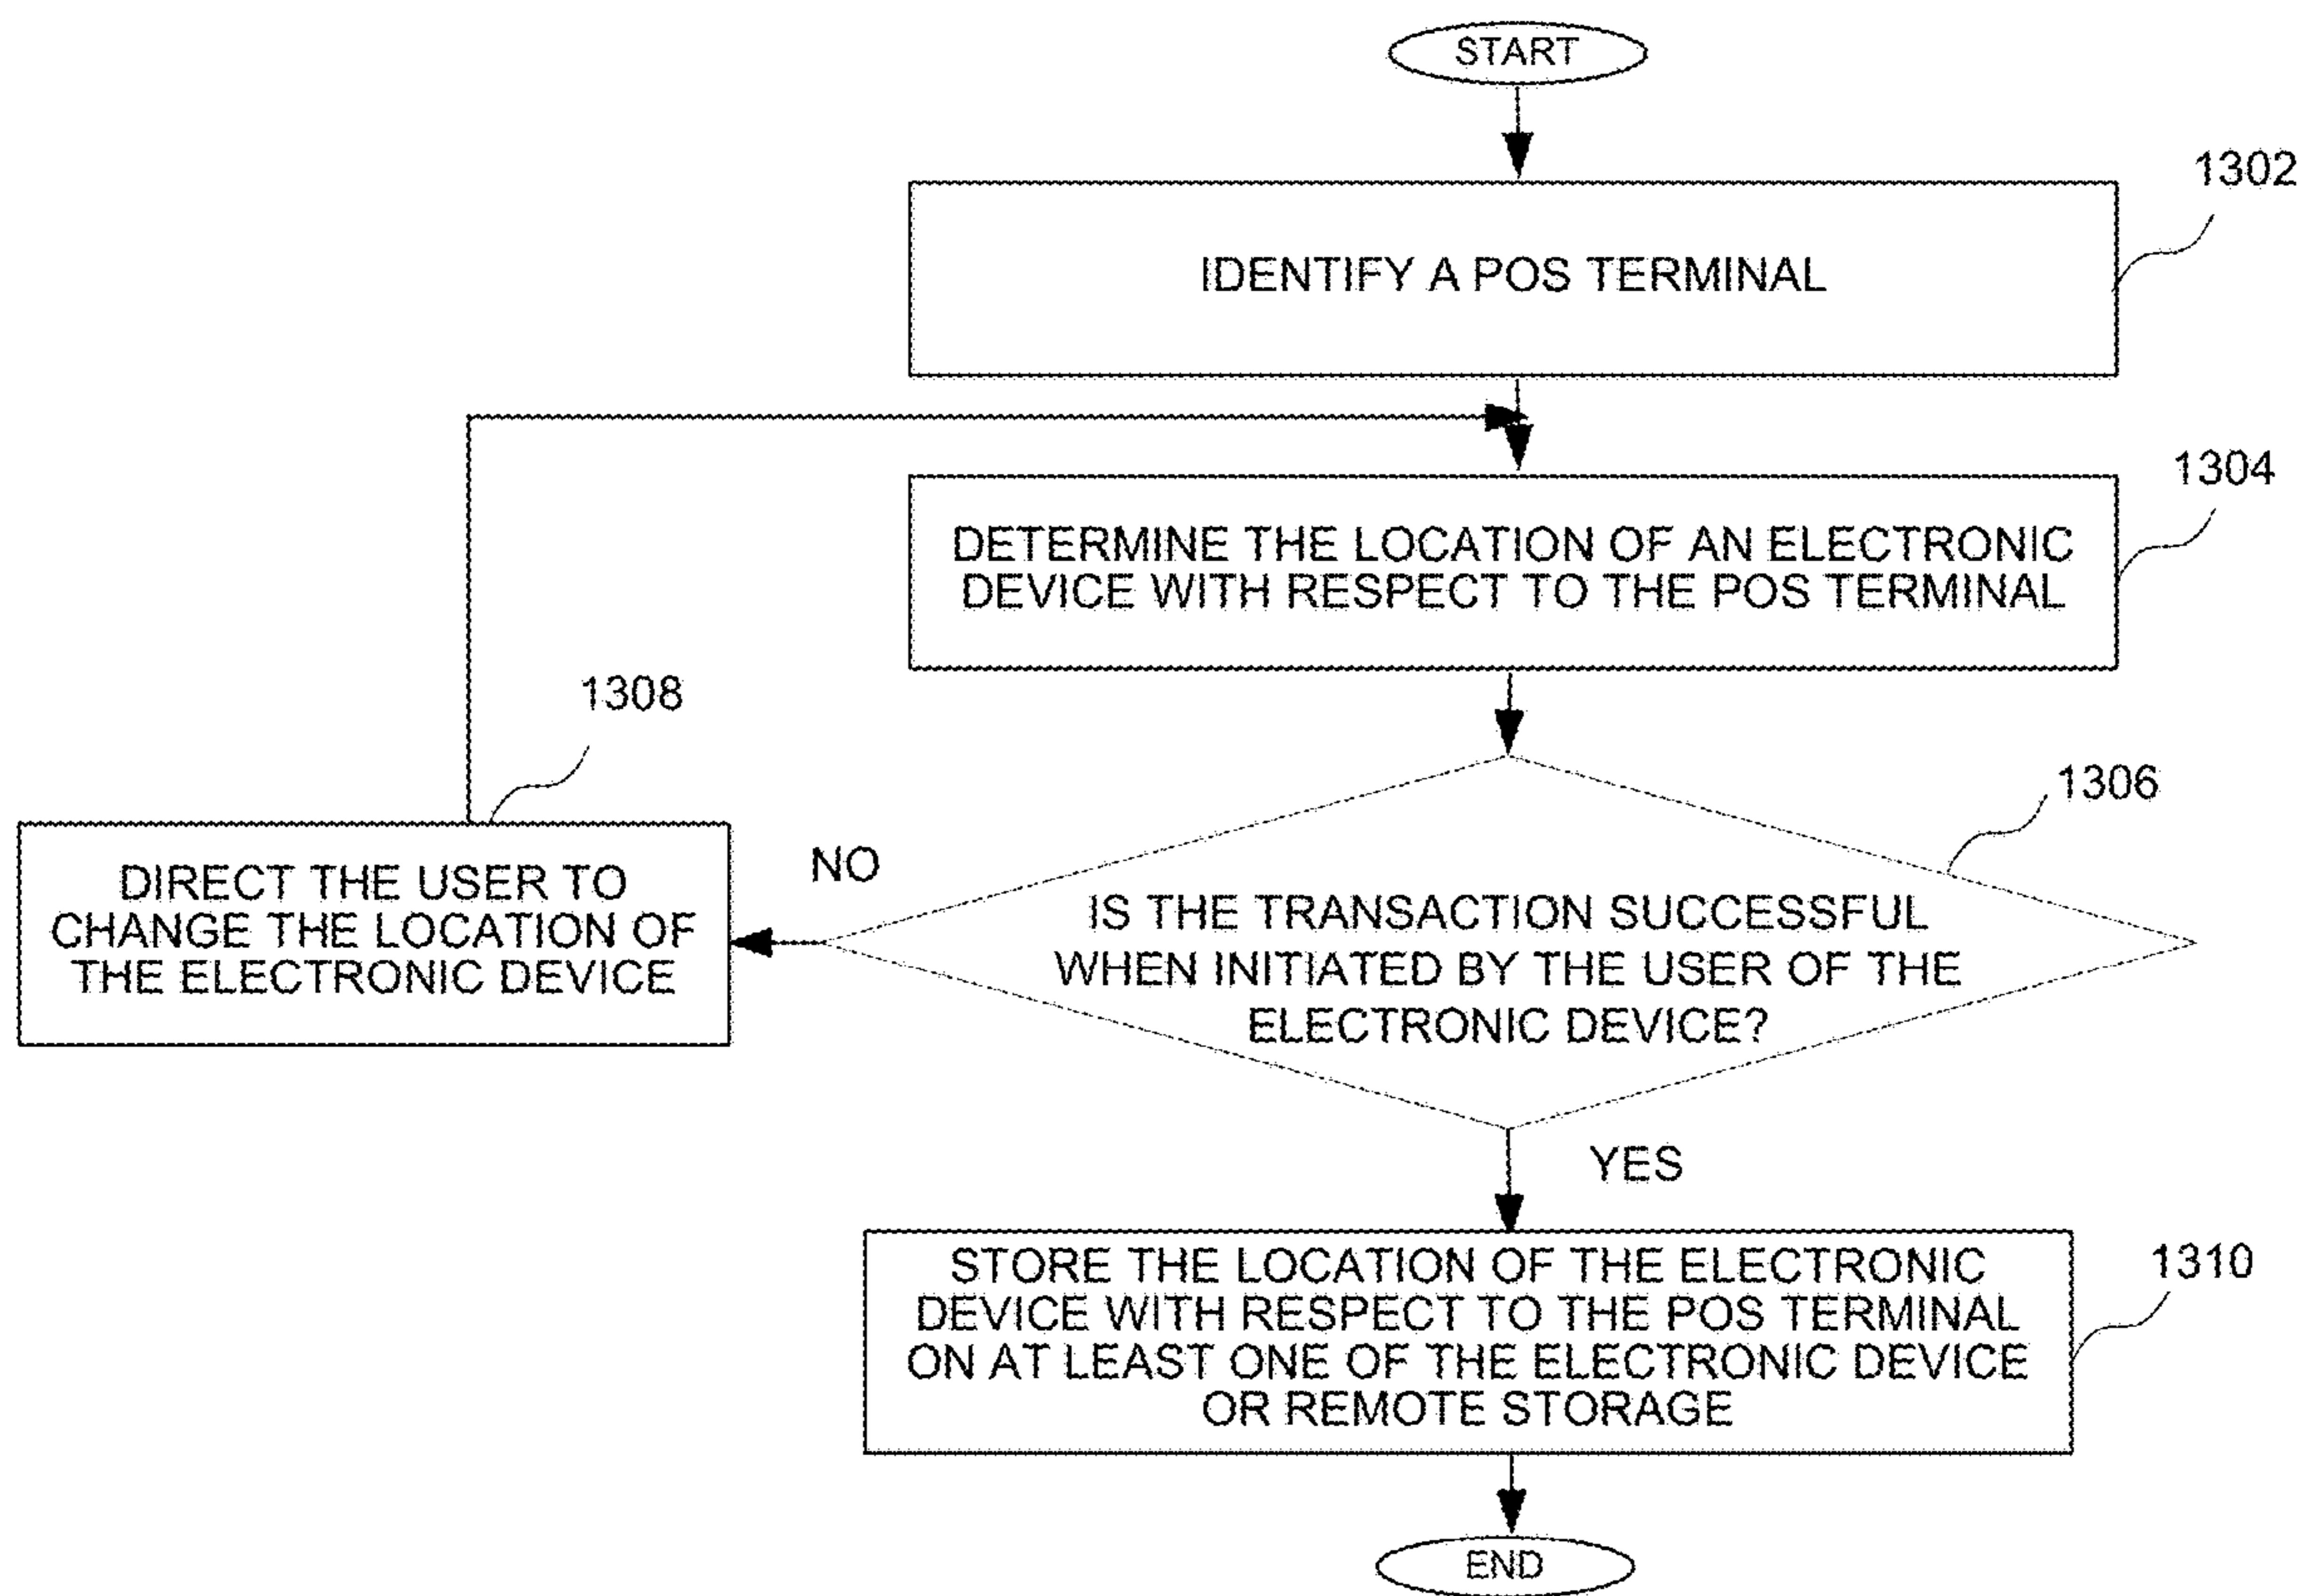 START
1302
IDENTIFY A POS TERMINAL
1304
DETERMINE THE LOCATION OF AN ELECTRONIC
DEVICE WITH RESPECT TO THE POS TERMINAL
1308
1306
DIRECT THE USER TO
CHANGE THE LOCATION OF
THE ELECTRONIC DEVICE
NO
IS THE TRANSACTION SUCCESSFUL
WHEN INITIATED BY THE USER OF THE
ELECTRONIC DEVICE?
YES
1310
STORE THE LOCATION OF THE ELECTRONIC
DEVICE WITH RESPECT TO THE POS TERMINAL
ON AT LEAST ONE OF THE ELECTRONIC DEVICE
OR REMOTE STORAGE
END